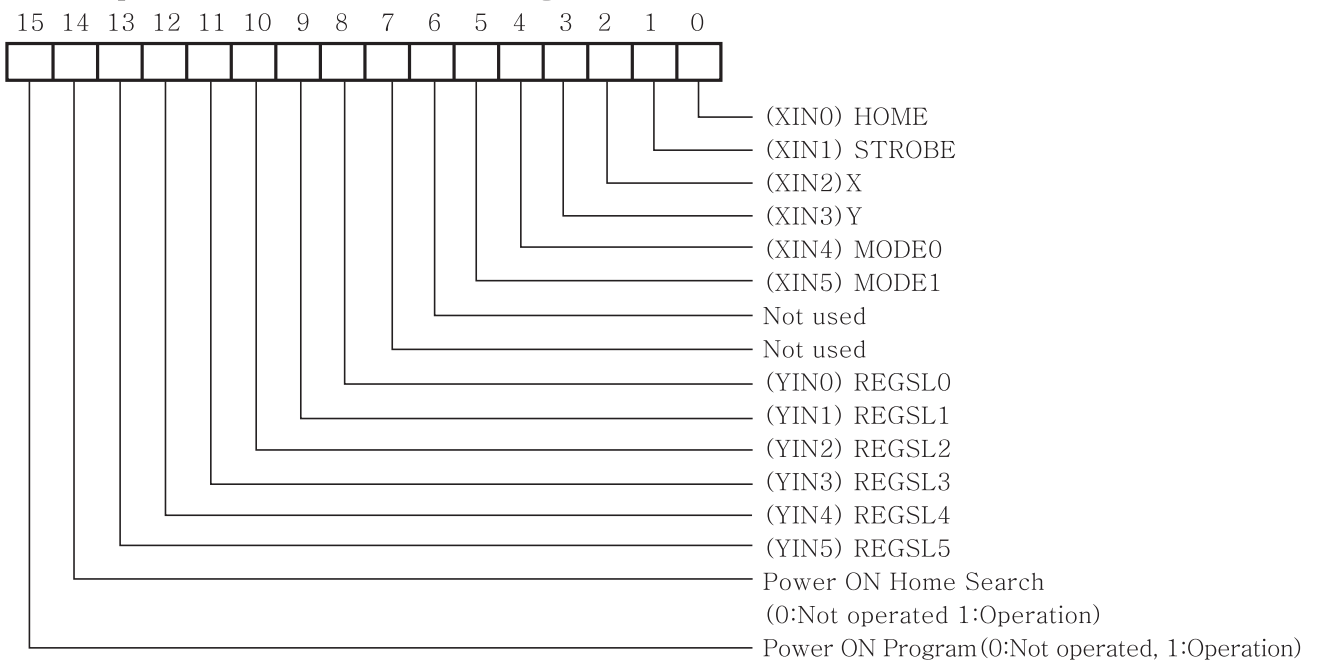 15 14 13 12 11 10 9 8 7 6 5 4 3 2 1 0
(XIN0) HOME
(XIN1) STROBE
(XIN2)X
(XIN3)Y
(XIN4) MODE0
(XIN5) MODE1
Not used
Not used
(YIN0) REGSL0
(YIN1) REGSL1
(YIN2) REGSL2
(YIN3) REGSL3
(YIN4) REGSL4
(YIN5) REGSL5
Power ON Home Search
(0:Not operated 1:Operation)
Power ON Program(0:Not operated, 1:Operation)